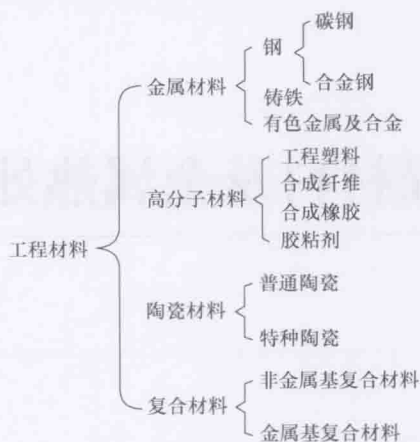 碳钢
钢
合金钢
金属材料
铸铁
有色金属及合金
工程塑料
合成纤维
高分子材料
合成橡胶
胶粘剂
工程材料
普通陶瓷
陶瓷材料
特种陶瓷
非金属基复合材料
复合材料
金属基复合材料